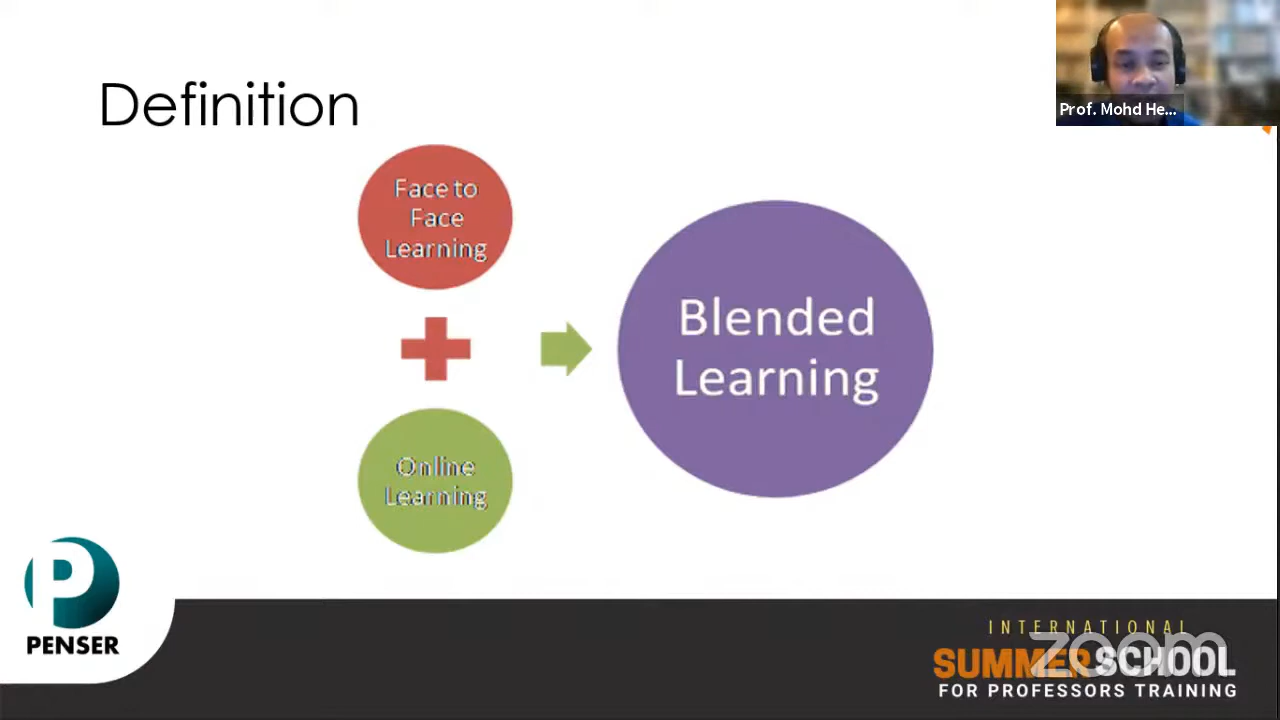 Definition
Prof. Mohd He...
Face to
Face
Learning
Online
Learning
Blended
Learning
P
PENSER
INTERNATIONAL
SUMMER SCHOOL
zoom
FOR PROFESSORS TRAINING